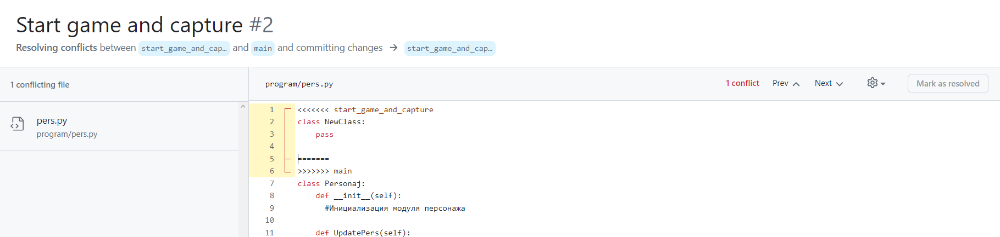 Start game and capture #2
Resolving conflicts between start_game_and_cap… and main and committing changes → start_game_and_cap…
1 conflicting file
pers.py
program/pers.py
program/pers.py
1 conflict Prev Next Mark as resolved
1 <<<<<<< start_game_and_capture
2 class NewClass:
3     pass
4
5 =======
6 >>>>>>> main
7 class Personaj:
8     def __init__(self):
9       #Инициализация модуля персонажа
10
11     def UpdatePers(self):